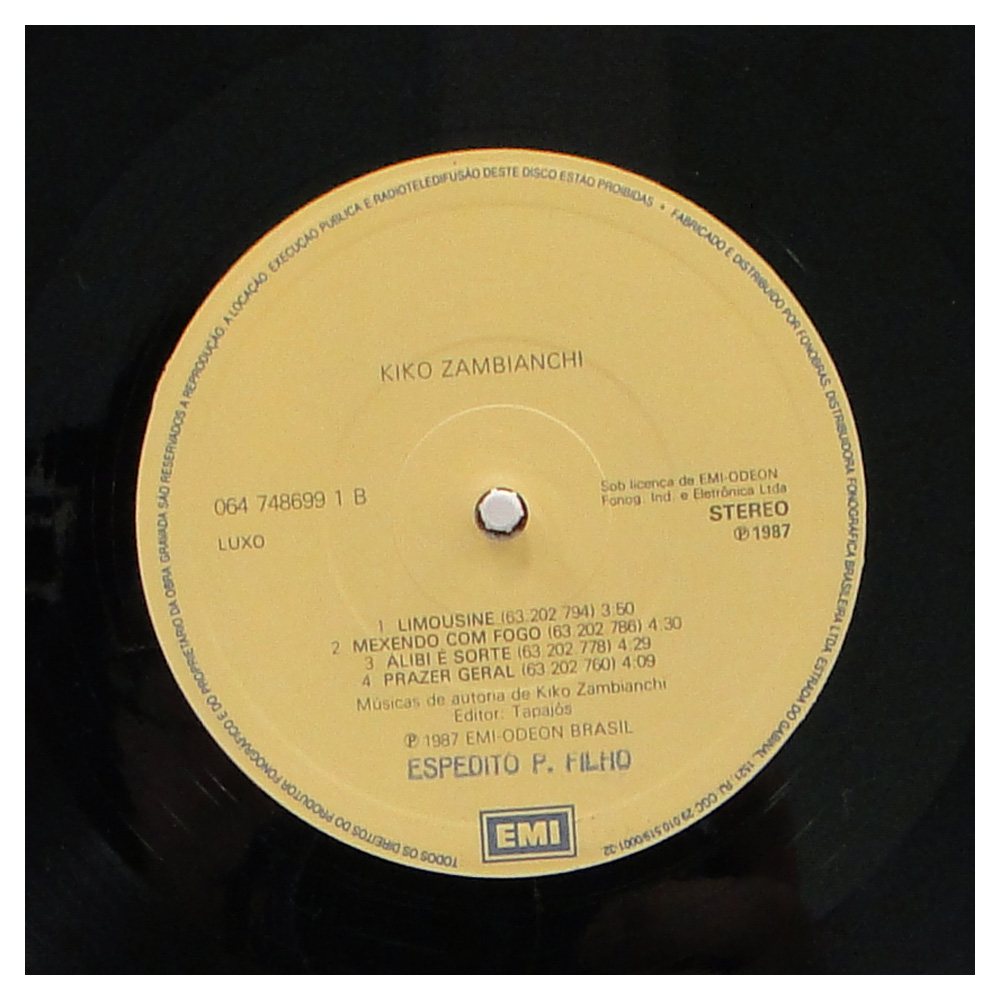 TODOS OS DIREITOS DO PRODUTOR FONOGRÁFICO E DO PROPRIETÁRIO DA OBRA GRAVADA SÃO RESERVADOS A REPRODUÇÃO, A LOCAÇÃO, EXECUÇÃO PÚBLICA E RADIOTELEDIFUSÃO DESTE DISCO ESTÃO PROIBIDAS • FABRICADO E DISTRIBUÍDO POR FONOBRÁS, DISTRIBUIDORA FONOGRÁFICA BRASILEIRA LTDA. ESTRADA DO GABINAL, 1521, RJ. CGC 29.010.519/0001-32
KIKO ZAMBIANCHI
064 748699 1 B
LUXO
Sob licença da EMI-ODEON
Fonog. Ind. e Eletrônica Ltda
STEREO
℗ 1987
1 LIMOUSINE (63 202 794) 3:50
2 MEXENDO COM FOGO (63 202 786) 4:30
3 ÁLIBI É SORTE (63 202 778) 4:29
4 PRAZER GERAL (63 202 760) 4:09
Músicas de autoria de Kiko Zambianchi
Editor: Tapajós
℗ 1987 EMI-ODEON BRASIL
ESPEDITO P. FILHO
EMI